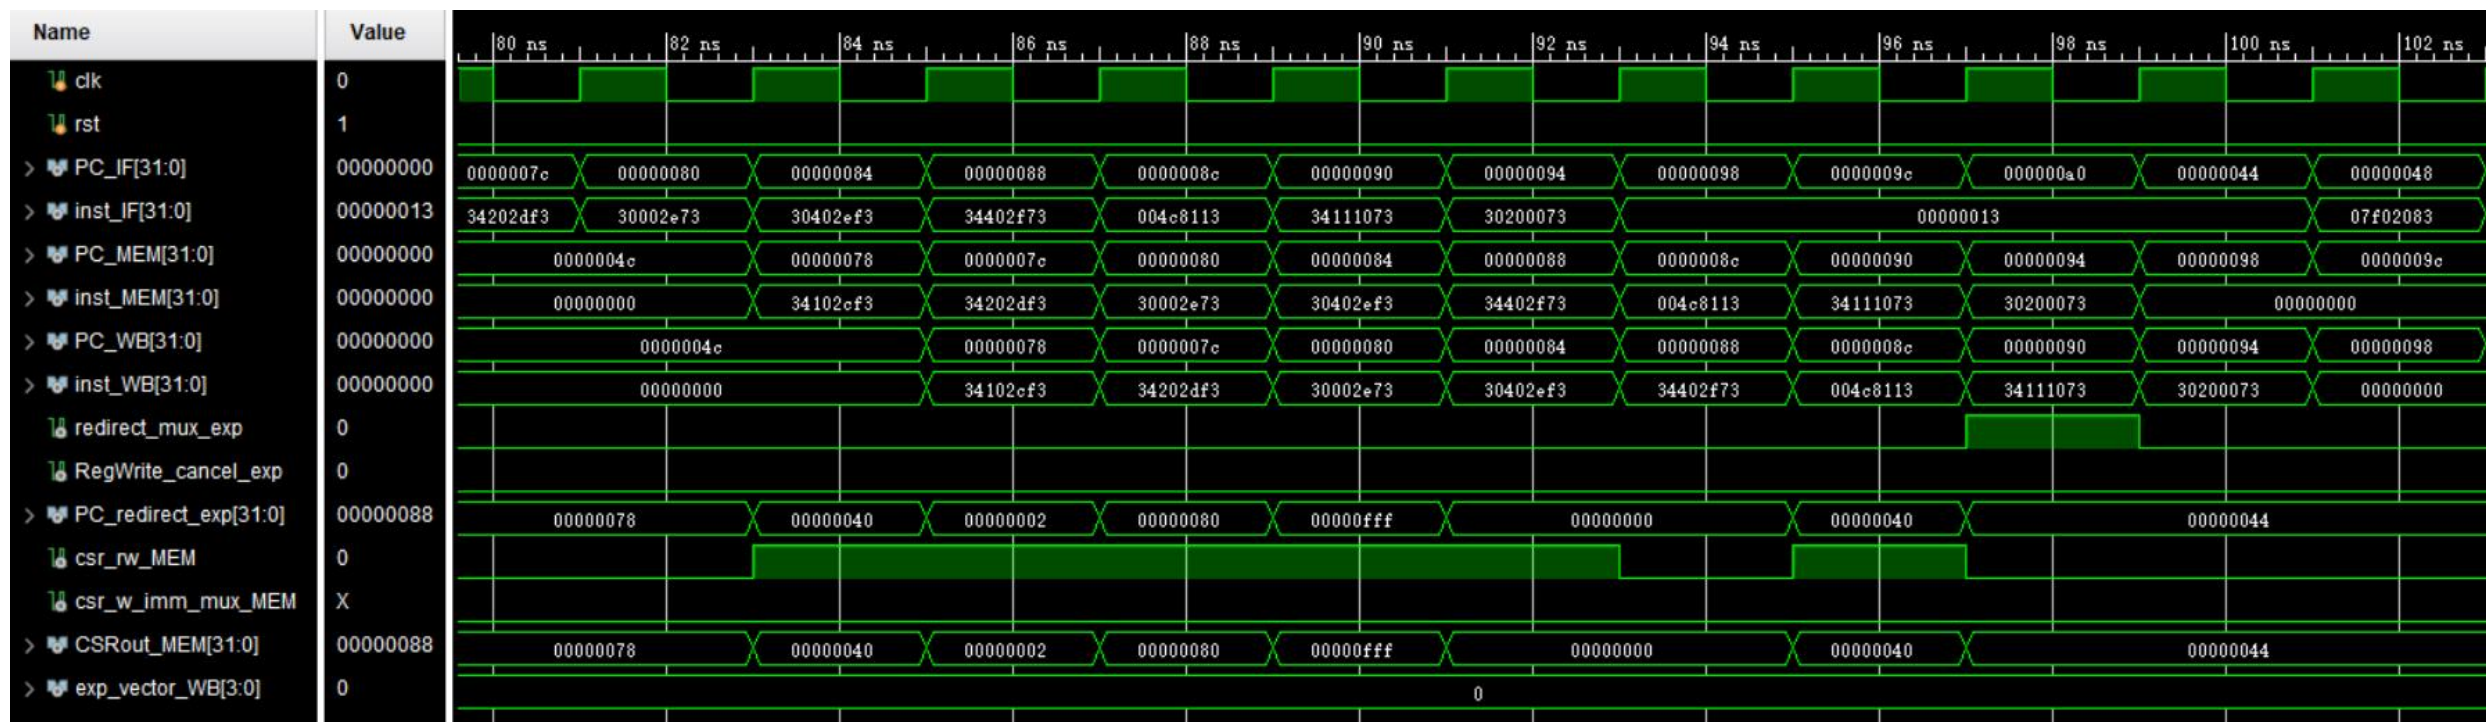 Name Value 80 ns 82 ns 84 ns 86 ns 88 ns 90 ns 92 ns 94 ns 96 ns 98 ns 100 ns 102 ns
clk 0
rst 1
PC_IF[31:0] 00000000 0000007c 00000080 00000084 00000088 0000008c 00000090 00000094 00000098 0000009c 000000a0 00000044 00000048
inst_IF[31:0] 00000013 34202df3 30002e73 30402ef3 34402f73 004c8113 34111073 30200073 00000013 07f02083
PC_MEM[31:0] 00000000 0000004c 00000078 0000007c 00000080 00000084 00000088 0000008c 00000090 00000094 00000098 0000009c
inst_MEM[31:0] 00000000 00000000 34102cf3 34202df3 30002e73 30402ef3 34402f73 004c8113 34111073 30200073 00000000
PC_WB[31:0] 00000000 0000004c 00000078 0000007c 00000080 00000084 00000088 0000008c 00000090 00000094 00000098
inst_WB[31:0] 00000000 00000000 34102cf3 34202df3 30002e73 30402ef3 34402f73 004c8113 34111073 30200073 00000000
redirect_mux_exp 0
RegWrite_cancel_exp 0
PC_redirect_exp[31:0] 00000088 00000078 00000040 00000002 00000080 00000fff 00000000 00000040 00000044
csr_rw_MEM 0
csr_w_imm_mux_MEM X
CSRout_MEM[31:0] 00000088 00000078 00000040 00000002 00000080 00000fff 00000000 00000040 00000044
exp_vector_WB[3:0] 0 0